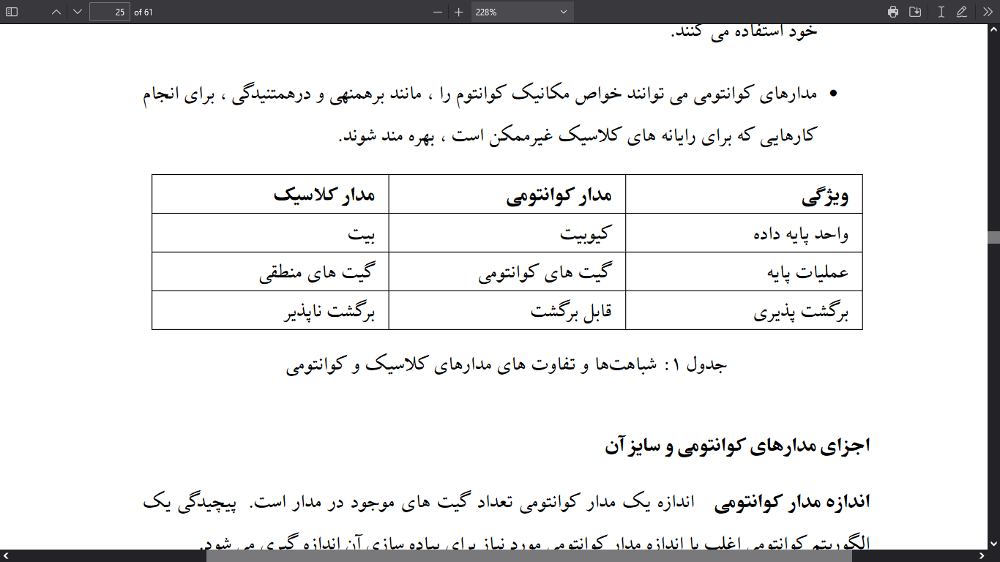 25 of 61
228%
خود استفاده می کنند.
• مدارهای کوانتومی می توانند خواص مکانیک کوانتوم را ، مانند برهمنهی و درهمتنیدگی ، برای انجام
کارهایی که برای رایانه های کلاسیک غیرممکن است ، بهره مند شوند.
ویژگی مدار کوانتومی مدار کلاسیک
واحد پایه داده کیوبیت بیت
عملیات پایه گیت های کوانتومی گیت های منطقی
برگشت پذیری قابل برگشت برگشت ناپذیر
جدول ۱: شباهت‌ها و تفاوت های مدارهای کلاسیک و کوانتومی
اجزای مدارهای کوانتومی و سایز آن
اندازه مدار کوانتومی اندازه یک مدار کوانتومی تعداد گیت های موجود در مدار است. پیچیدگی یک
الگوریتم کوانتومی اغلب با اندازه مدار کوانتومی مورد نیاز برای پیاده سازی آن اندازه گیری می شود.